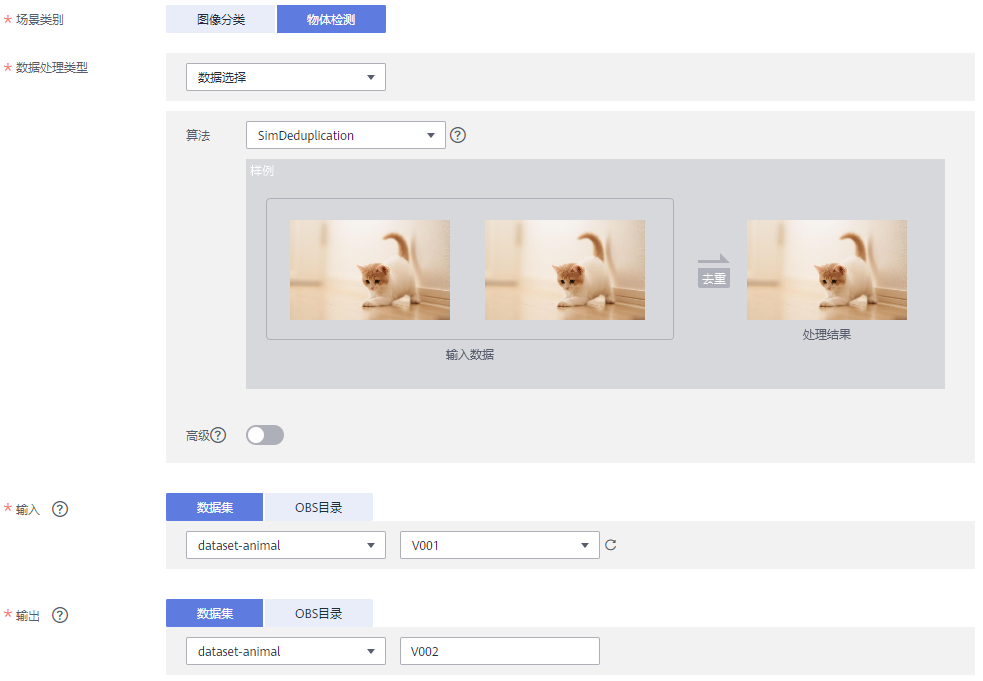 * 场景类别
图像分类
物体检测
* 数据处理类型
数据选择
算法
SimDeduplication
?
样例
去重
输入数据
处理结果
高级?
* 输入 ?
数据集
OBS目录
dataset-animal
V001
* 输出 ?
数据集
OBS目录
dataset-animal
V002